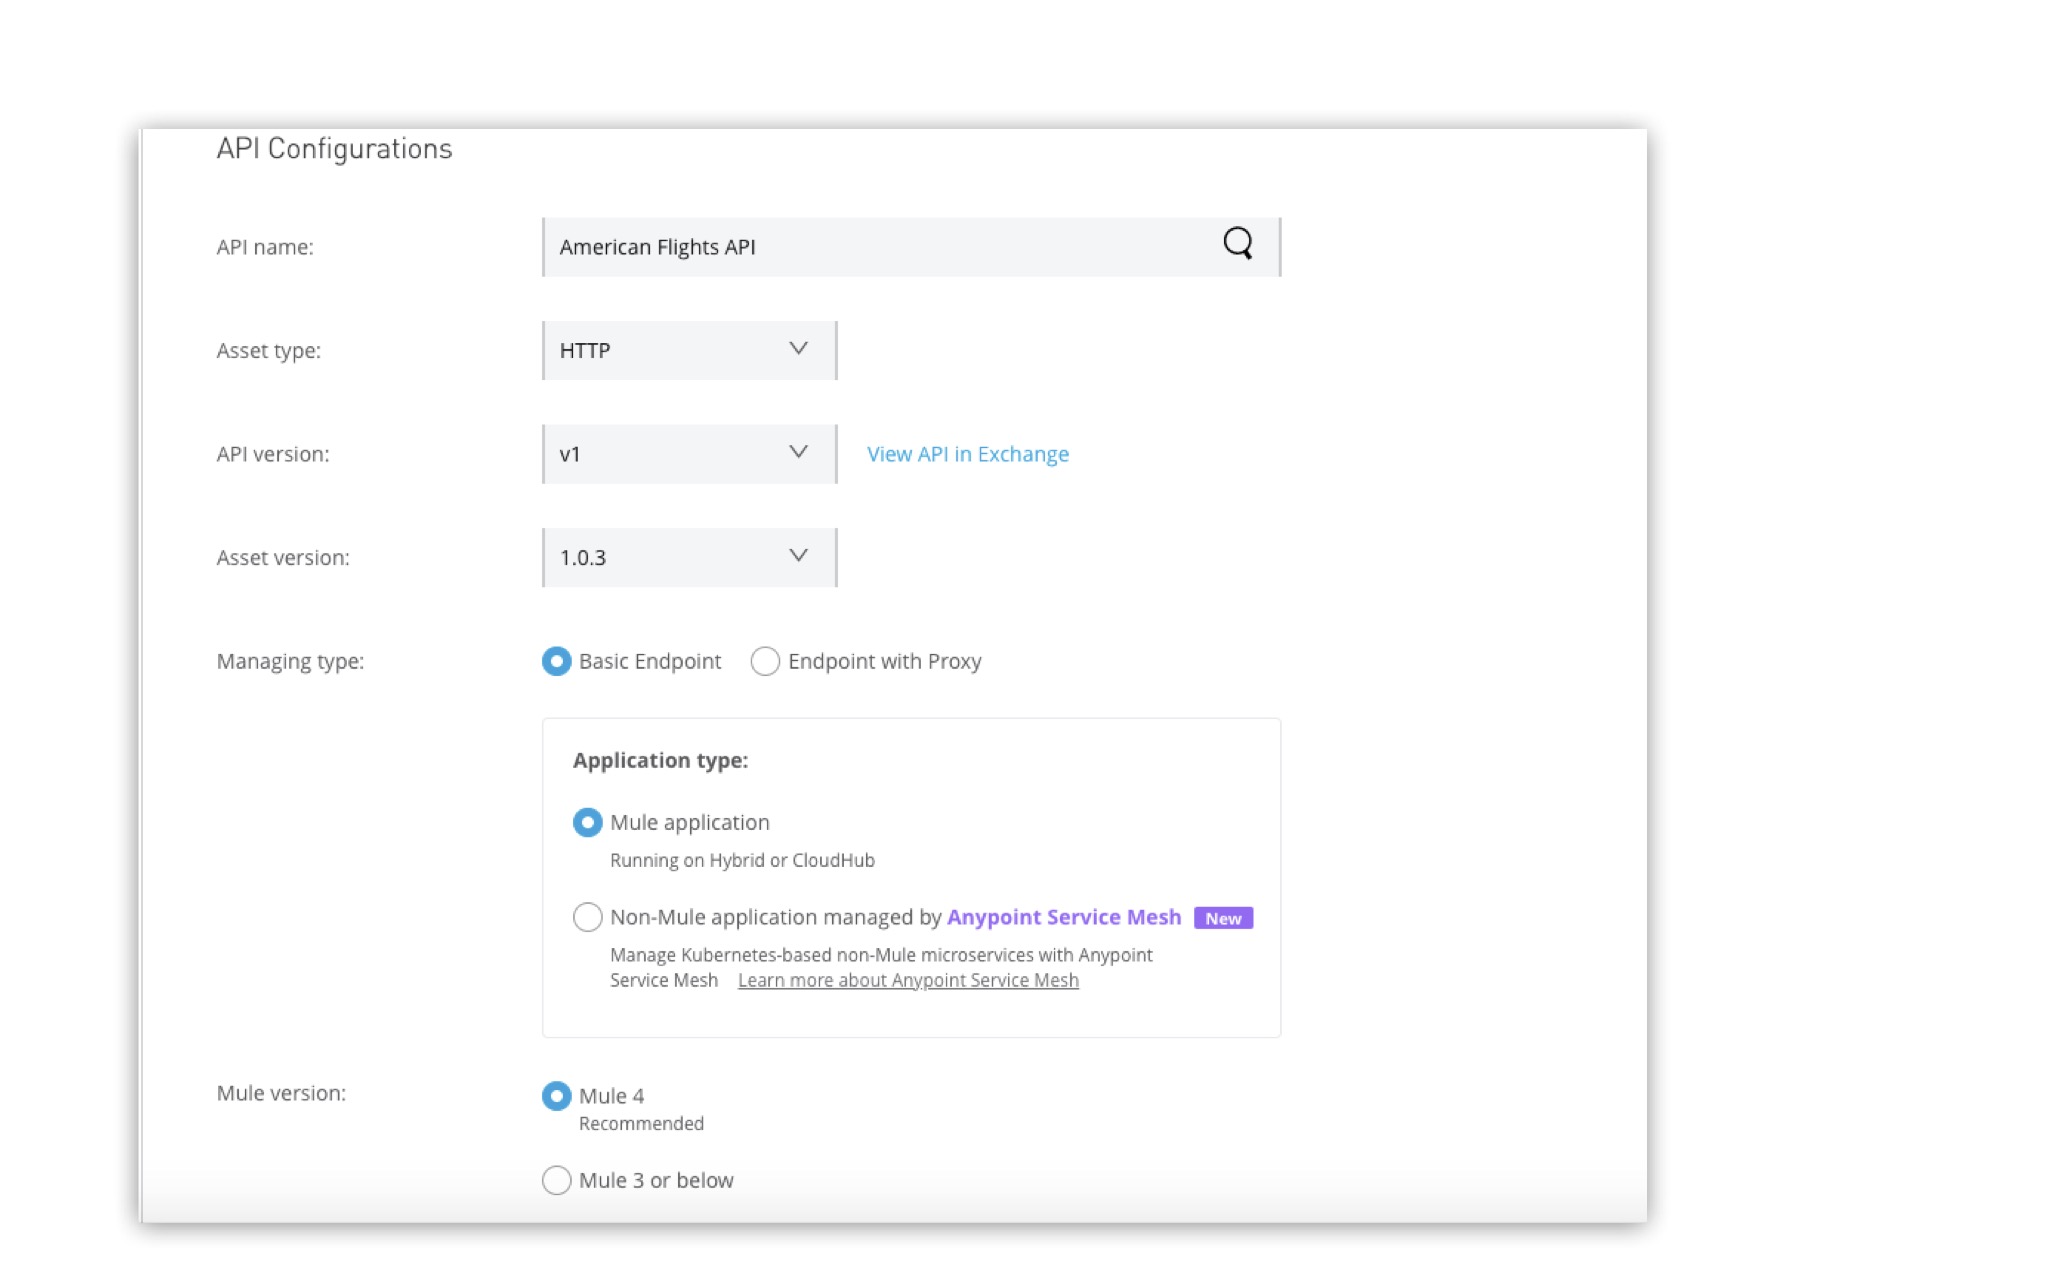 API Configurations
API name:
American Flights API
Asset type:
HTTP
API version:
v1
View API in Exchange
Asset version:
1.0.3
Managing type:
Basic Endpoint
Endpoint with Proxy
Application type:
Mule application
Running on Hybrid or CloudHub
Non-Mule application managed by Anypoint Service Mesh New
Manage Kubernetes-based non-Mule microservices with Anypoint
Service Mesh Learn more about Anypoint Service Mesh
Mule version:
Mule 4
Recommended
Mule 3 or below